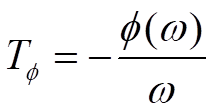 T_ϕ = − ϕ(ω) / ω